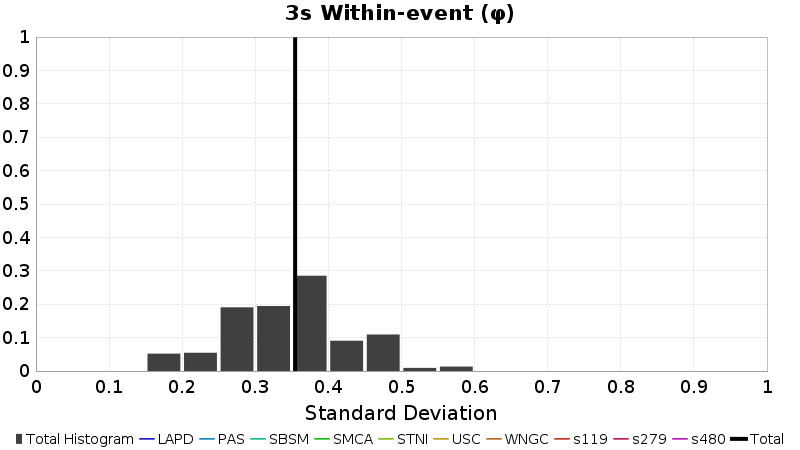 3s Within-event (φ)
1
0.9
0.8
0.7
0.6
0.5
0.4
0.3
0.2
0.1
0
0 0.1 0.2 0.3 0.4 0.5 0.6 0.7 0.8 0.9 1
Standard Deviation
Total Histogram LAPD PAS SBSM SMCA STNI USC WNGC s119 s279 s480 Total